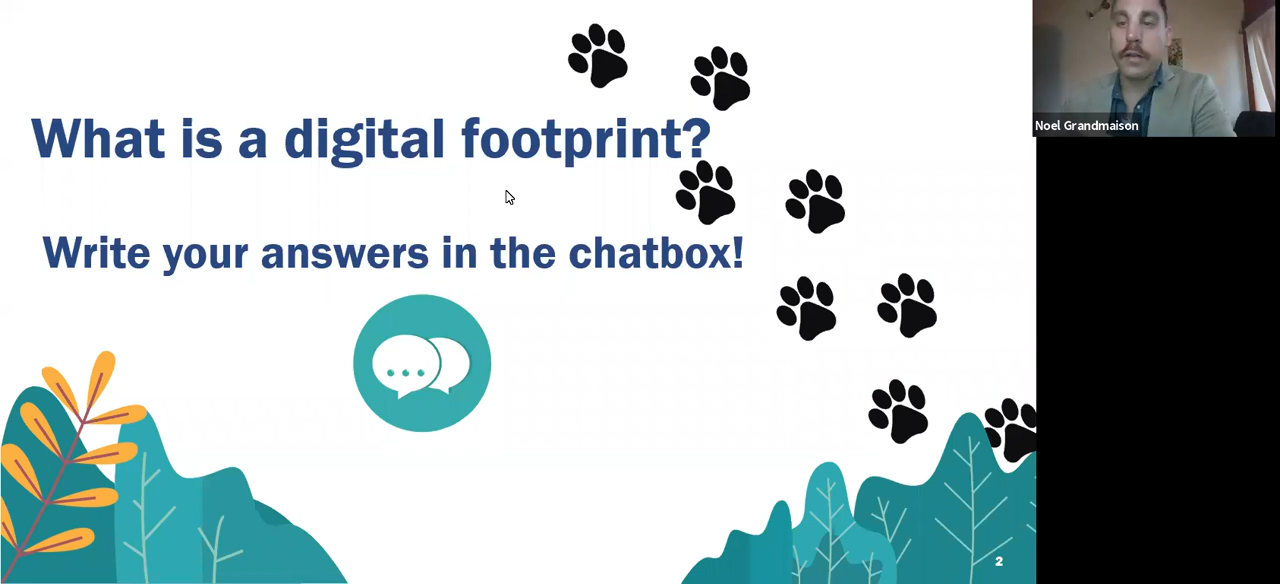 What is a digital footprint?
Write your answers in the chatbox!
Noel Grandmaison
2